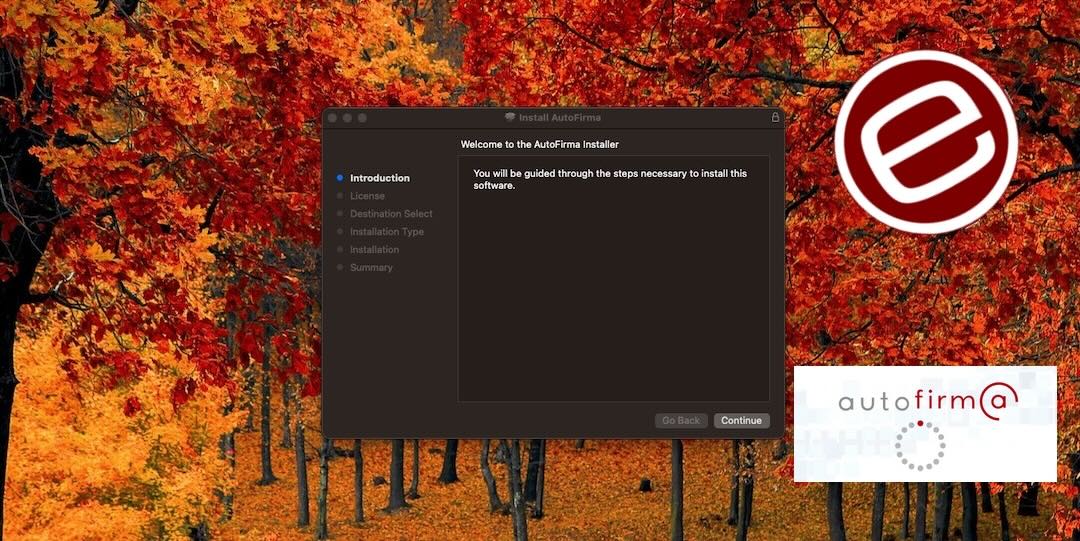 Install AutoFirma
Welcome to the AutoFirma Installer
Introduction
License
Destination Select
Installation Type
Installation
Summary
You will be guided through the steps necessary to install this
software.
Go Back
Continue
e
autofirm@